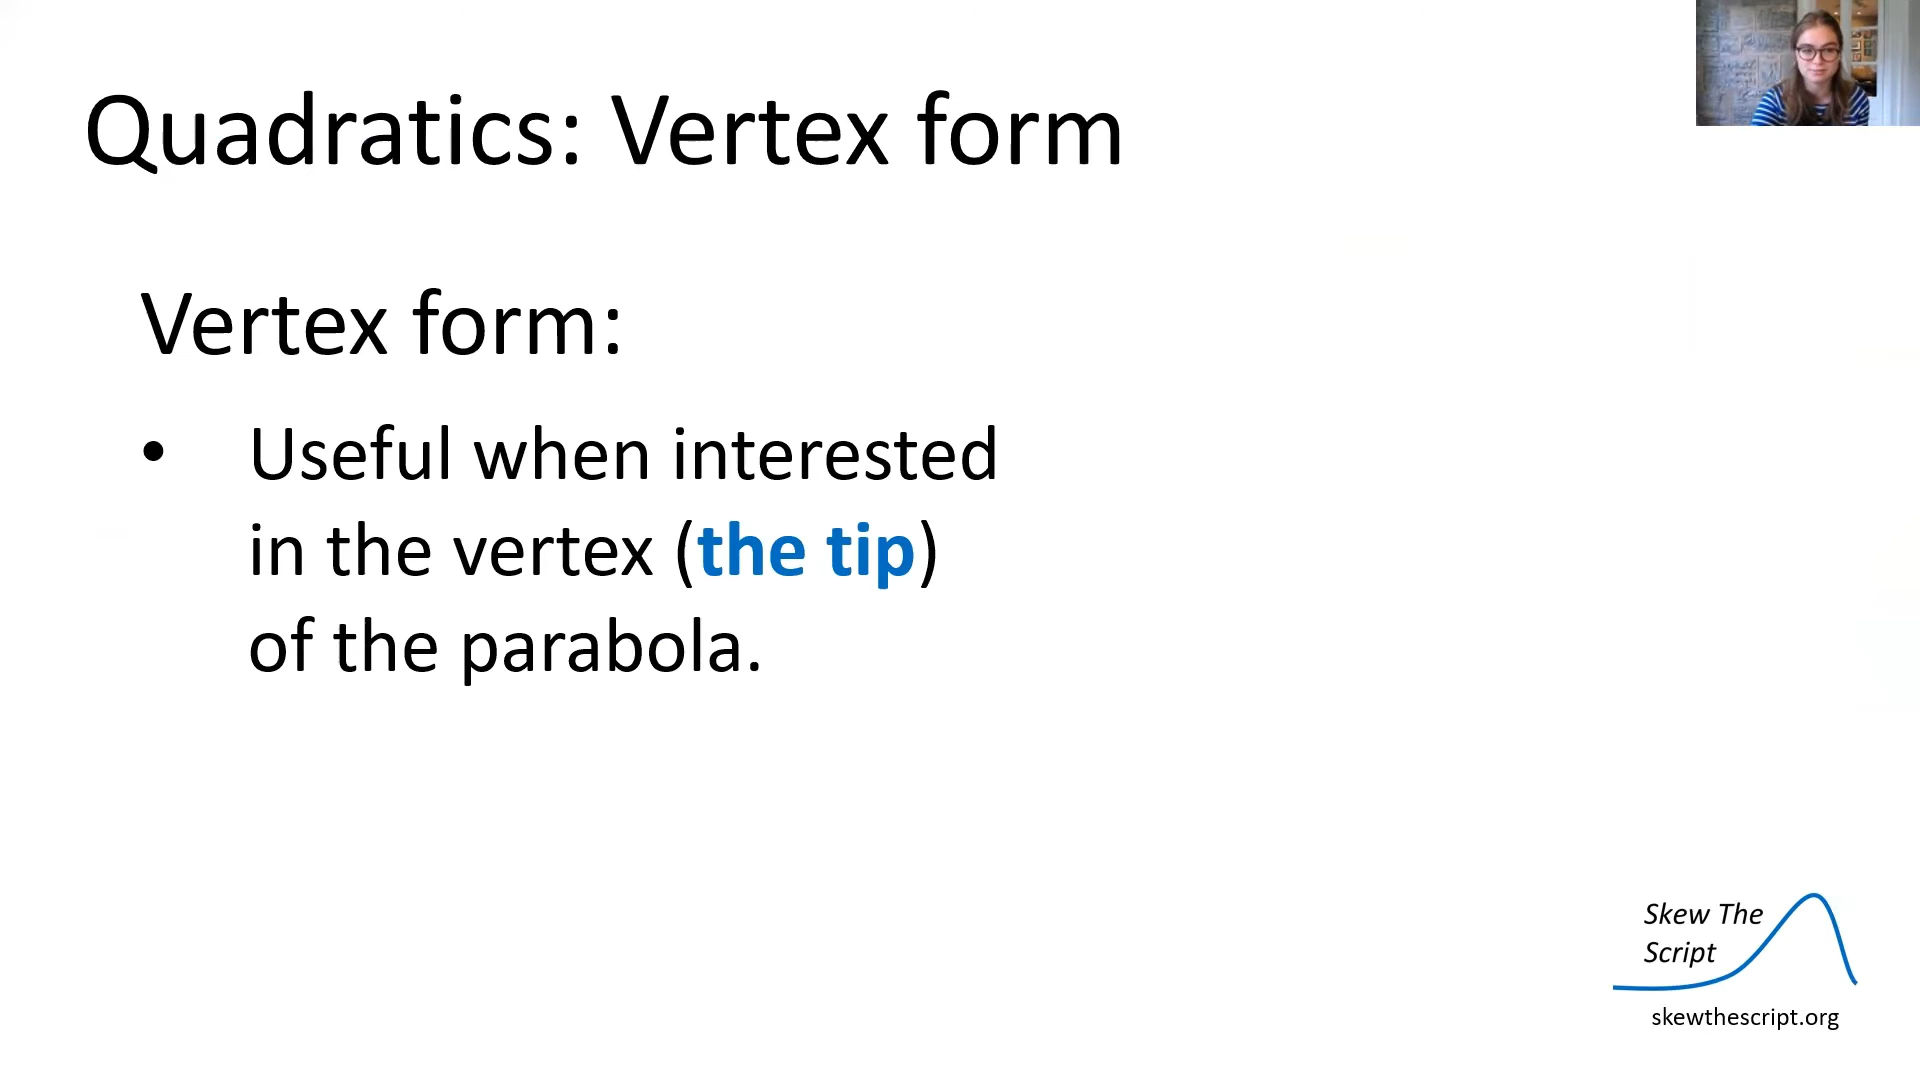 Quadratics: Vertex form
Vertex form:
• Useful when interested
in the vertex (the tip)
of the parabola.
Skew The
Script
skewthescript.org